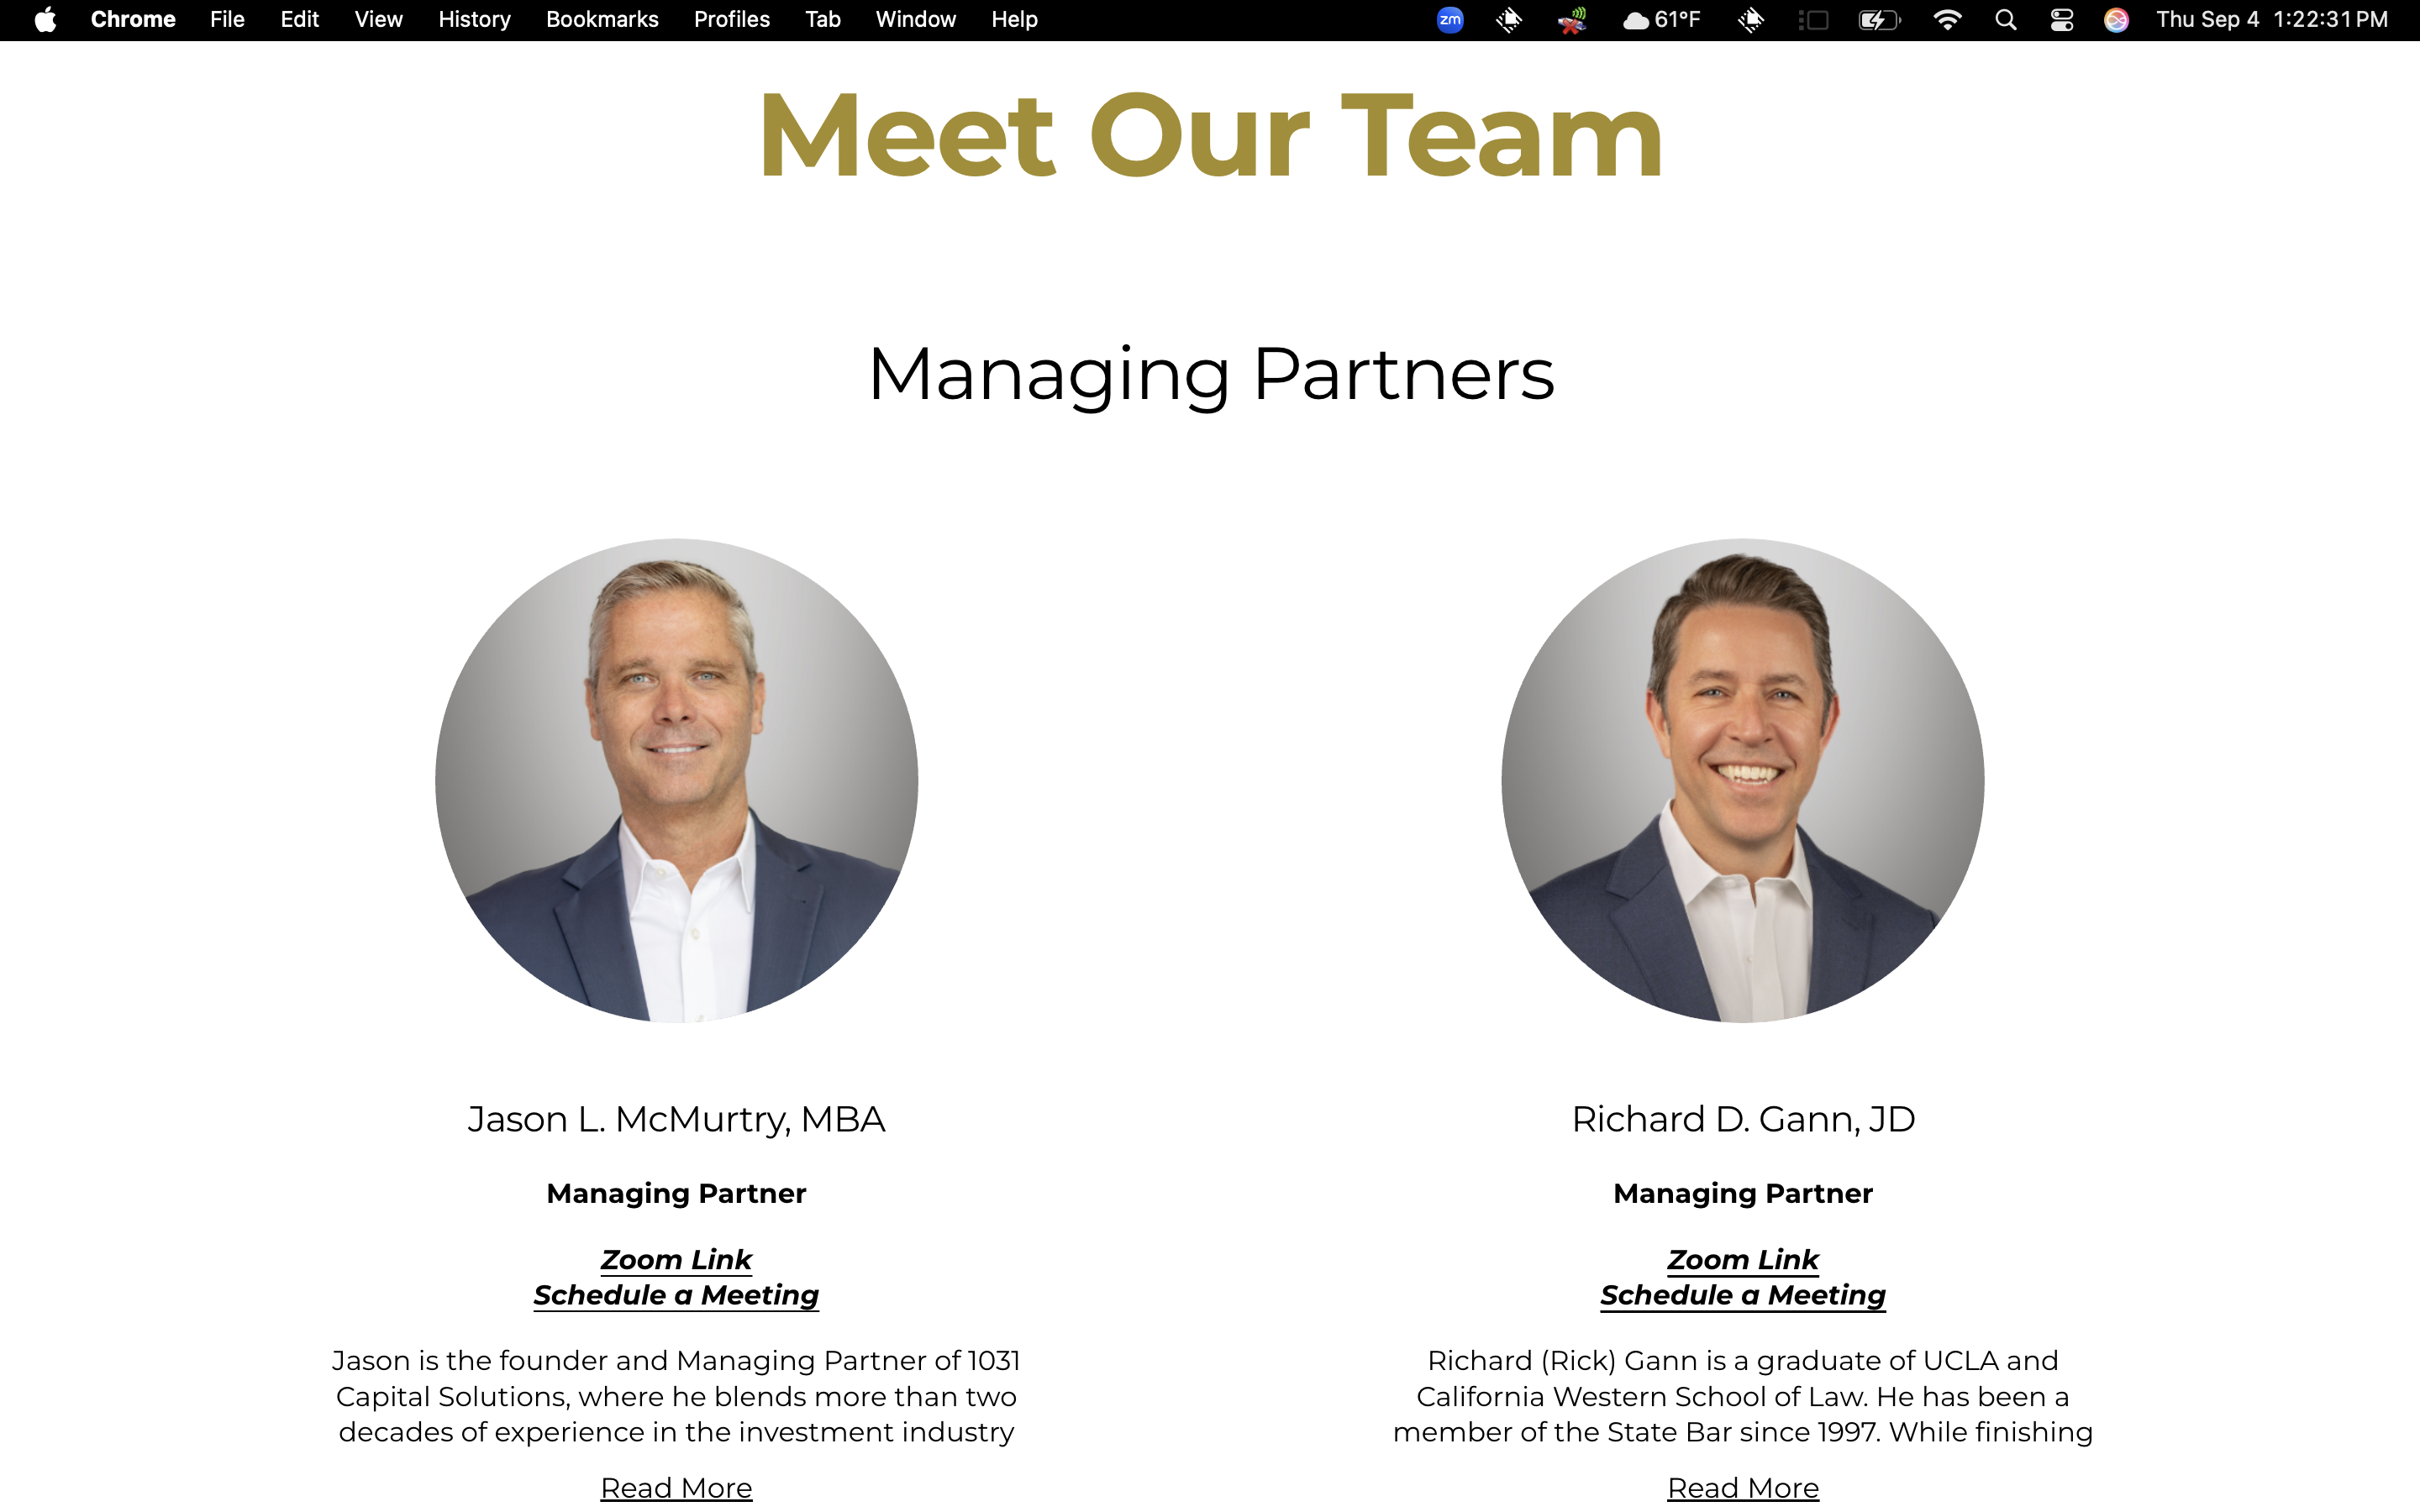 Chrome File Edit View History Bookmarks Profiles Tab Window Help zm 61°F Thu Sep 4 1:22:31 PM
Meet Our Team
Managing Partners
Jason L. McMurtry, MBA
Managing Partner
Zoom Link
Schedule a Meeting
Jason is the founder and Managing Partner of 1031
Capital Solutions, where he blends more than two
decades of experience in the investment industry
Read More
Richard D. Gann, JD
Managing Partner
Zoom Link
Schedule a Meeting
Richard (Rick) Gann is a graduate of UCLA and
California Western School of Law. He has been a
member of the State Bar since 1997. While finishing
Read More